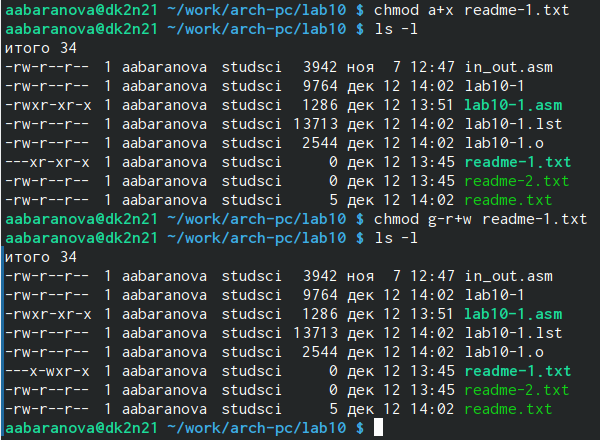 aabaranova@dk2n21 ~/work/arch-pc/lab10 $ chmod a+x readme-1.txt
aabaranova@dk2n21 ~/work/arch-pc/lab10 $ ls -l
итого 34
-rw-r--r-- 1 aabaranova studsci  3942 ноя  7 12:47 in_out.asm
-rw-r--r-- 1 aabaranova studsci  9764 дек 12 14:02 lab10-1
-rwxr-xr-x 1 aabaranova studsci  1286 дек 12 13:51 lab10-1.asm
-rw-r--r-- 1 aabaranova studsci 13713 дек 12 14:02 lab10-1.lst
-rw-r--r-- 1 aabaranova studsci  2544 дек 12 14:02 lab10-1.o
---xr-xr-x 1 aabaranova studsci     0 дек 12 13:45 readme-1.txt
-rw-r--r-- 1 aabaranova studsci     0 дек 12 13:45 readme-2.txt
-rw-r--r-- 1 aabaranova studsci     5 дек 12 14:02 readme.txt
aabaranova@dk2n21 ~/work/arch-pc/lab10 $ chmod g-r+w readme-1.txt
aabaranova@dk2n21 ~/work/arch-pc/lab10 $ ls -l
итого 34
-rw-r--r-- 1 aabaranova studsci  3942 ноя  7 12:47 in_out.asm
-rw-r--r-- 1 aabaranova studsci  9764 дек 12 14:02 lab10-1
-rwxr-xr-x 1 aabaranova studsci  1286 дек 12 13:51 lab10-1.asm
-rw-r--r-- 1 aabaranova studsci 13713 дек 12 14:02 lab10-1.lst
-rw-r--r-- 1 aabaranova studsci  2544 дек 12 14:02 lab10-1.o
---x-wxr-x 1 aabaranova studsci     0 дек 12 13:45 readme-1.txt
-rw-r--r-- 1 aabaranova studsci     0 дек 12 13:45 readme-2.txt
-rw-r--r-- 1 aabaranova studsci     5 дек 12 14:02 readme.txt
aabaranova@dk2n21 ~/work/arch-pc/lab10 $